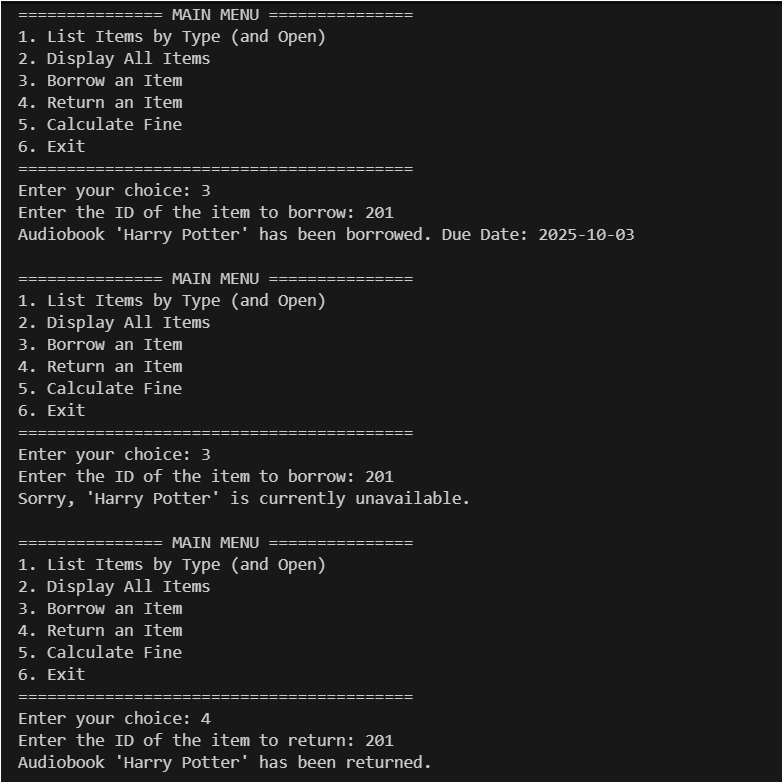 =============== MAIN MENU ===============
1. List Items by Type (and Open)
2. Display All Items
3. Borrow an Item
4. Return an Item
5. Calculate Fine
6. Exit
=========================================
Enter your choice: 3
Enter the ID of the item to borrow: 201
Audiobook 'Harry Potter' has been borrowed. Due Date: 2025-10-03
=============== MAIN MENU ===============
1. List Items by Type (and Open)
2. Display All Items
3. Borrow an Item
4. Return an Item
5. Calculate Fine
6. Exit
=========================================
Enter your choice: 3
Enter the ID of the item to borrow: 201
Sorry, 'Harry Potter' is currently unavailable.
=============== MAIN MENU ===============
1. List Items by Type (and Open)
2. Display All Items
3. Borrow an Item
4. Return an Item
5. Calculate Fine
6. Exit
=========================================
Enter your choice: 4
Enter the ID of the item to return: 201
Audiobook 'Harry Potter' has been returned.